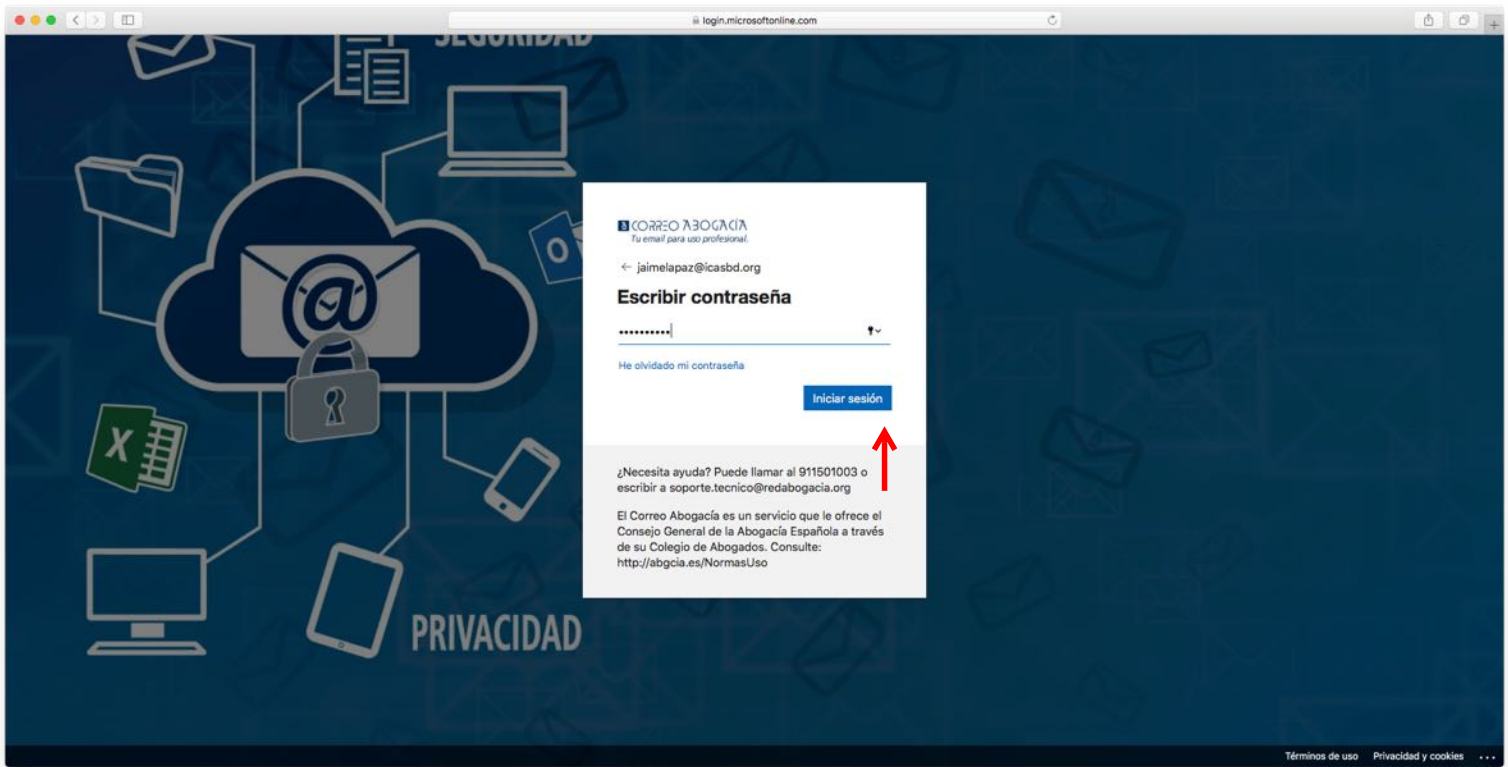 login.microsoftonline.com
SEGURIDAD
@
X
O
CORREO ABOGACÍA
Tu email para uso profesional.
← jaimelapaz@icasbd.org
Escribir contraseña
••••••••••
He olvidado mi contraseña
Iniciar sesión
¿Necesita ayuda? Puede llamar al 911501003 o
escribir a soporte.tecnico@redabogacia.org
El Correo Abogacía es un servicio que le ofrece el
Consejo General de la Abogacía Española a través
de su Colegio de Abogados. Consulte:
http://abgcia.es/NormasUso
PRIVACIDAD
Términos de uso Privacidad y cookies ...